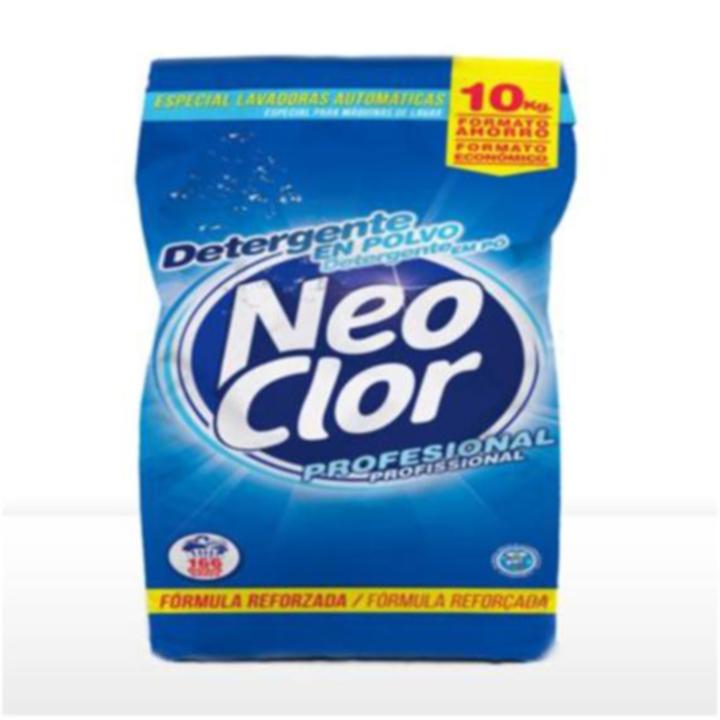 ESPECIAL LAVADORAS AUTOMÁTICAS
ESPECIAL PARA MÁQUINAS DE LAVAR
10Kg.
FORMATO
AHORRO
FORMATO
ECONÓMICO
Detergente
EN POLVO
Detergente EM PÓ
Neo
Clor
PROFESIONAL
PROFISSIONAL
166
FÓRMULA REFORZADA / FÓRMULA REFORÇADA